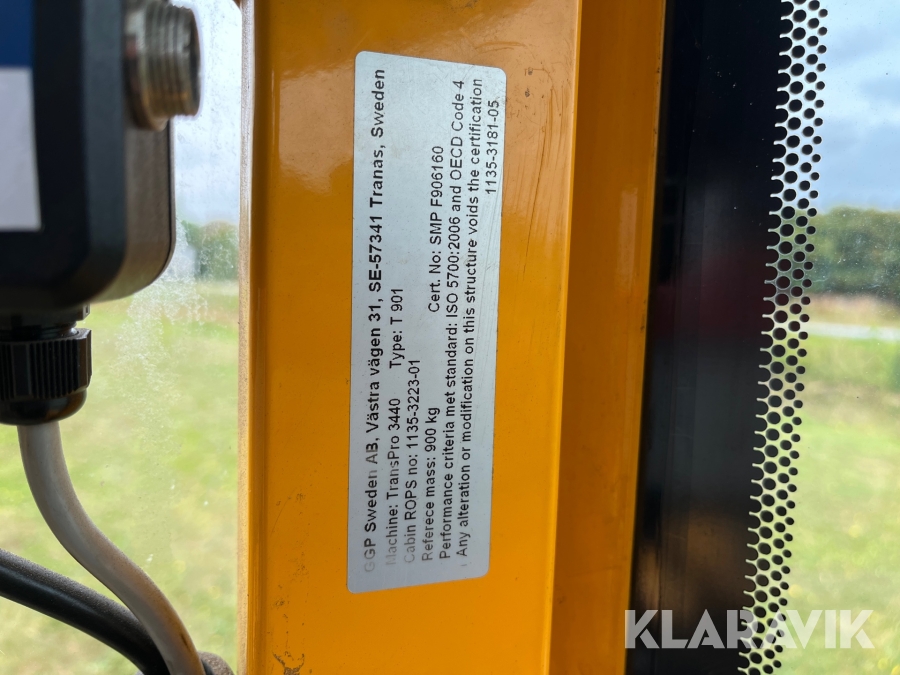 GGP Sweden AB, Västra vägen 31, SE-57341 Tranas, Sweden
Machine: TransPro 3440 Type: T 901
Cabin ROPS no: 1135-3223-01 Cert. No: SMP F906160
Referece mass: 900 kg
Performance criteria met standard: ISO 5700:2006 and OECD Code 4
Any alteration or modification on this structure voids the certification
1135-3181-05
KLARAVIK